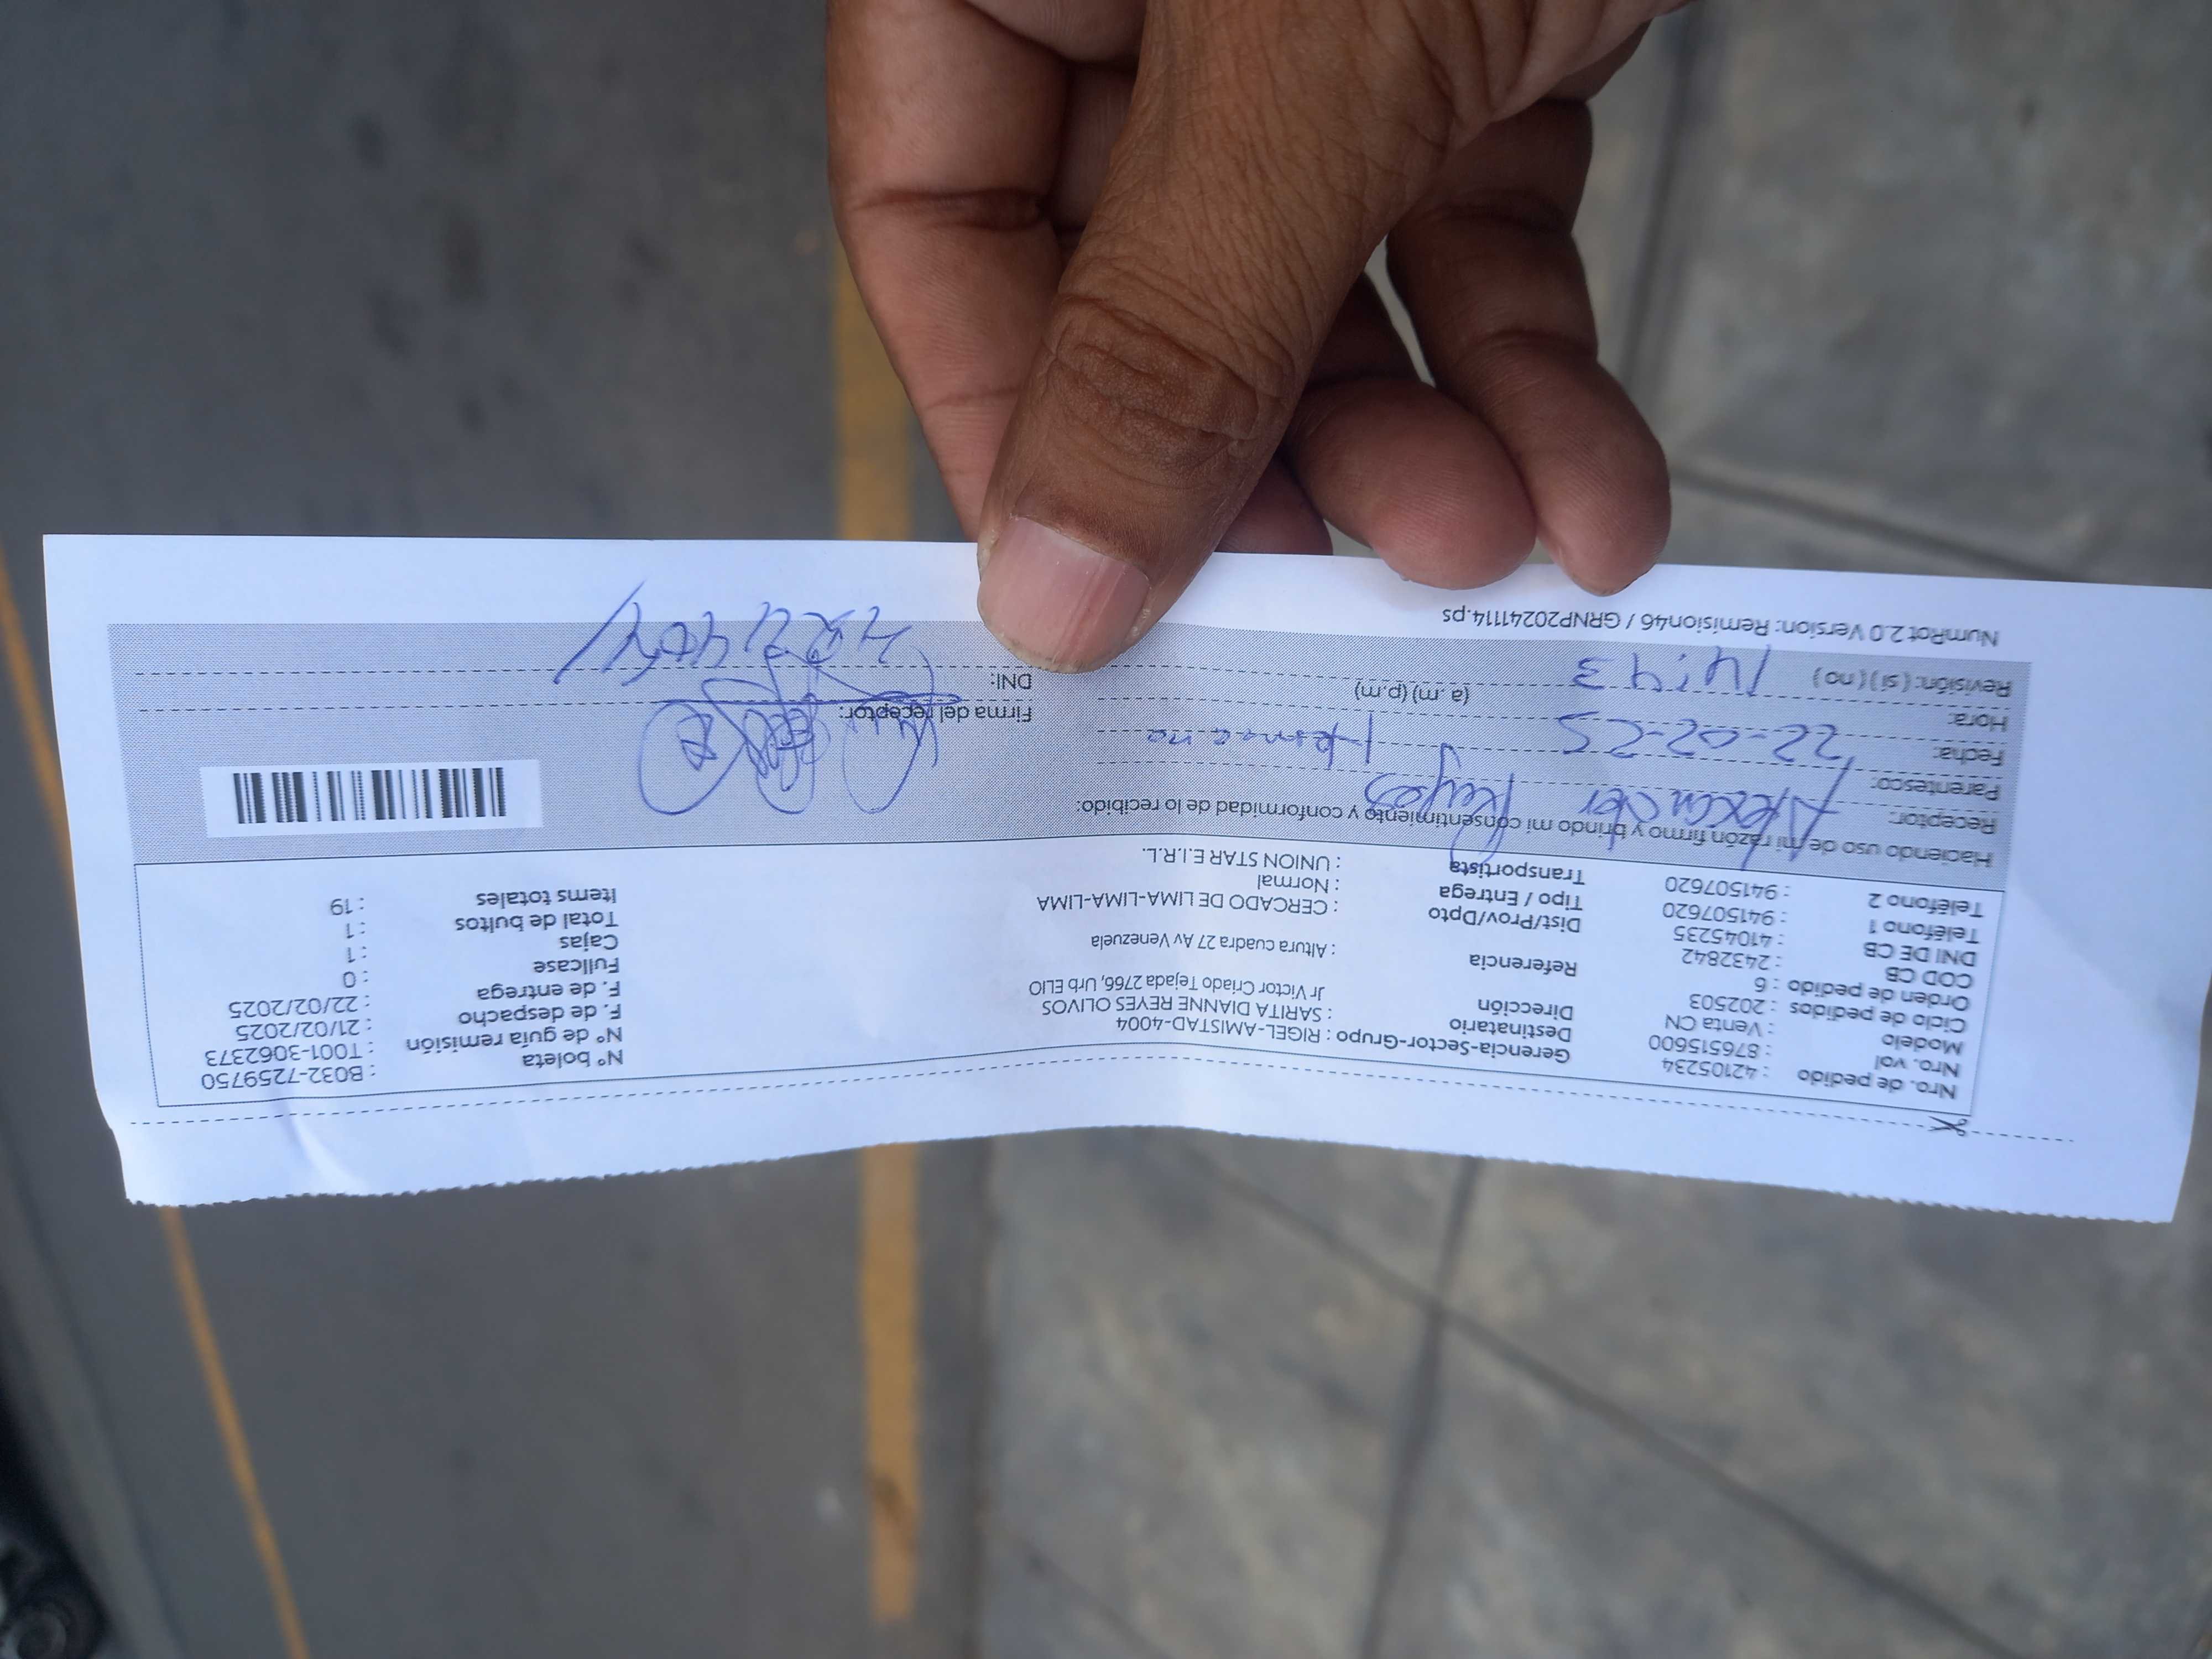 Nro. de pedido : 42105234
Nro. vol : 876515600
Modelo : Venta CN
Ciclo de pedidos : 202503
Orden de pedido : 6
COD CB : 2432842
DNI DE CB : 41045235
Teléfono 1 : 941507620
Teléfono 2 : 941507620
Gerencia-Sector-Grupo : RIGEL-AMISTAD-4004
Destinatario : SARITA DIANNE REYES OLIVOS
Dirección Jr Victor Criado Tejada 2766, Urb ELIO
Referencia : Altura cuadra 27 Av Venezuela
Dist/Prov/Dpto : CERCADO DE LIMA-LIMA-LIMA
Tipo / Entrega : Normal
Transportista : UNION STAR E.I.R.L.
N° boleta : B032-7259750
N° de guía remisión : T001-3062373
F. de despacho : 21/02/2025
F. de entrega : 22/02/2025
Fullcase : 0
Cajas : 1
Total de bultos : 1
Items totales : 19
Haciendo uso de mi razón firmo y brindo mi consentimiento y conformidad de lo recibido:
Receptor: Alexander Reyes
Parentesco: Hermano
Fecha: 22-02-25
Hora: 14:43 (a.m) (p.m)
Revisión: ( si ) ( no )
Firma del receptor:
DNI:
NumRot 2.0 Version: Remision46 / GRNP20241114.ps